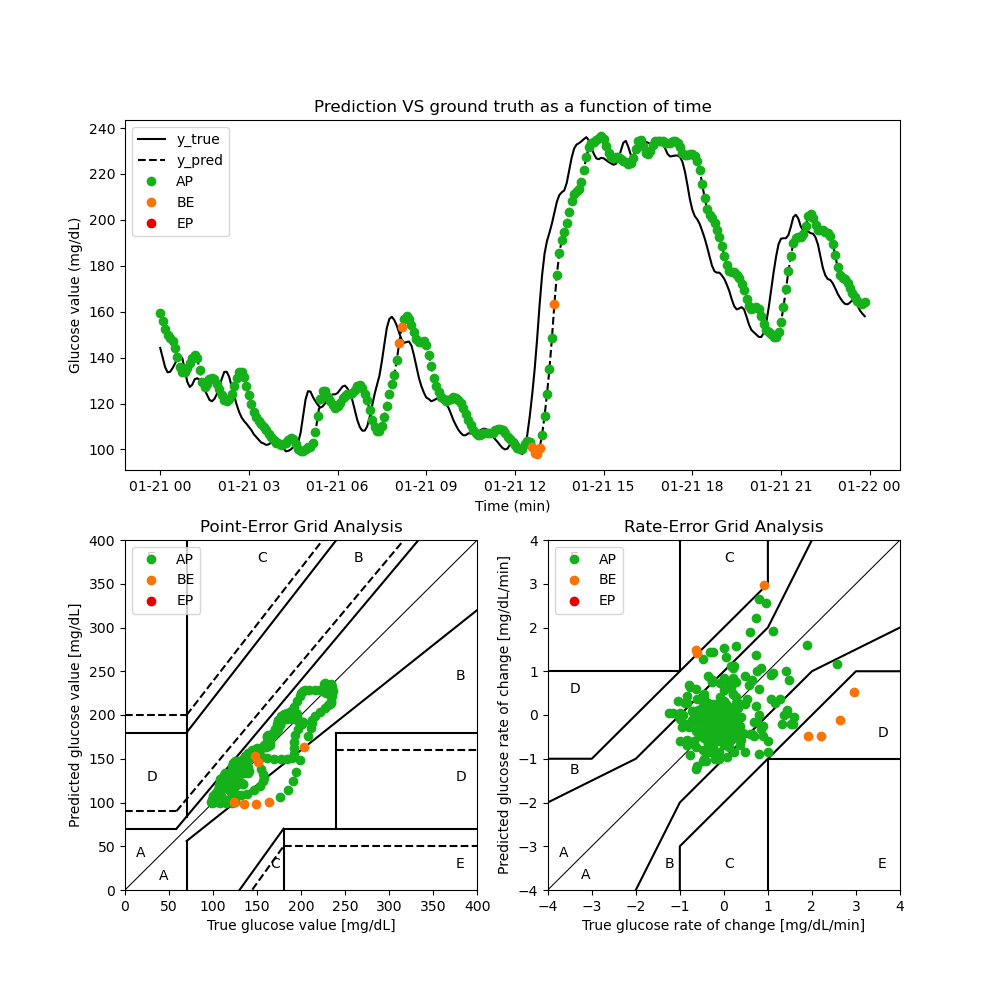 Prediction VS ground truth as a function of time
Glucose value (mg/dL)
240
220
200
180
160
140
120
100
y_true
y_pred
AP
BE
EP
01-21 00 01-21 03 01-21 06 01-21 09 01-21 12 01-21 15 01-21 18 01-21 21 01-22 00
Time (min)
Point-Error Grid Analysis
Predicted glucose value [mg/dL]
400
350
300
250
200
150
100
50
0
AP
BE
EP
C B
B
D D
A
A C E
0 50 100 150 200 250 300 350 400
True glucose value [mg/dL]
Rate-Error Grid Analysis
Predicted glucose rate of change [mg/dL/min]
4
3
2
1
0
−1
−2
−3
−4
AP
BE
EP
C
D
D
B
A
A B C E
−4 −3 −2 −1 0 1 2 3 4
True glucose rate of change [mg/dL/min]